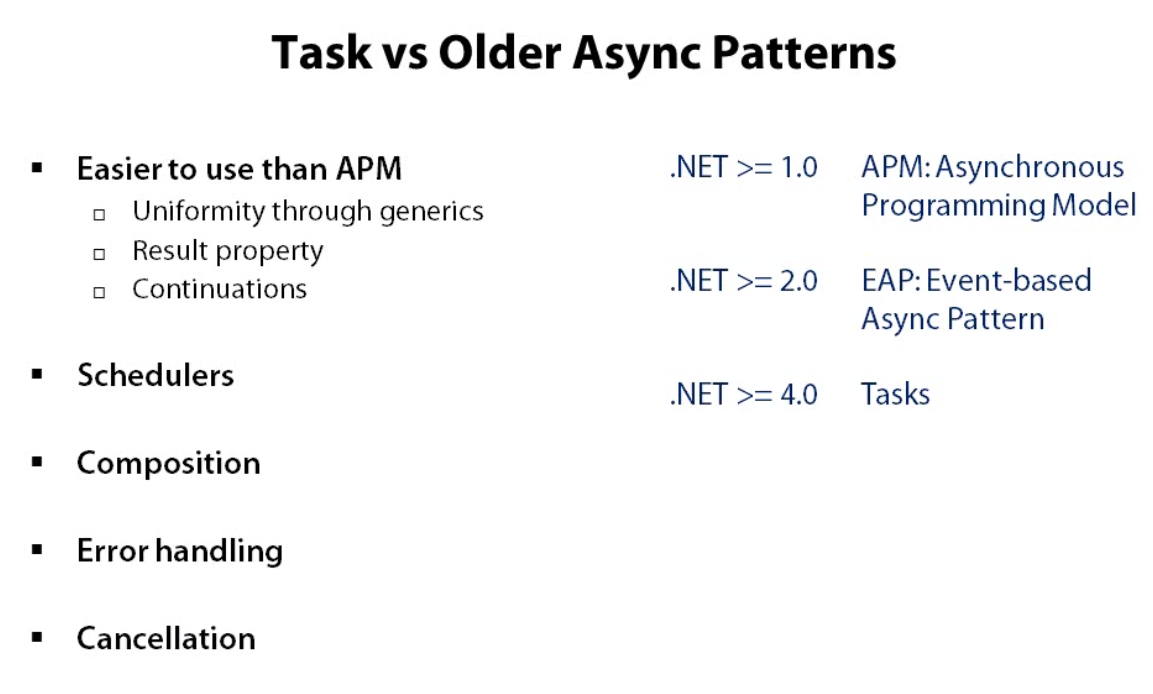 Task vs Older Async Patterns
Easier to use than APM
Uniformity through generics
Result property
Continuations
Schedulers
Composition
Error handling
Cancellation
.NET >= 1.0 APM: Asynchronous
Programming Model
.NET >= 2.0 EAP: Event-based
Async Pattern
.NET >= 4.0 Tasks